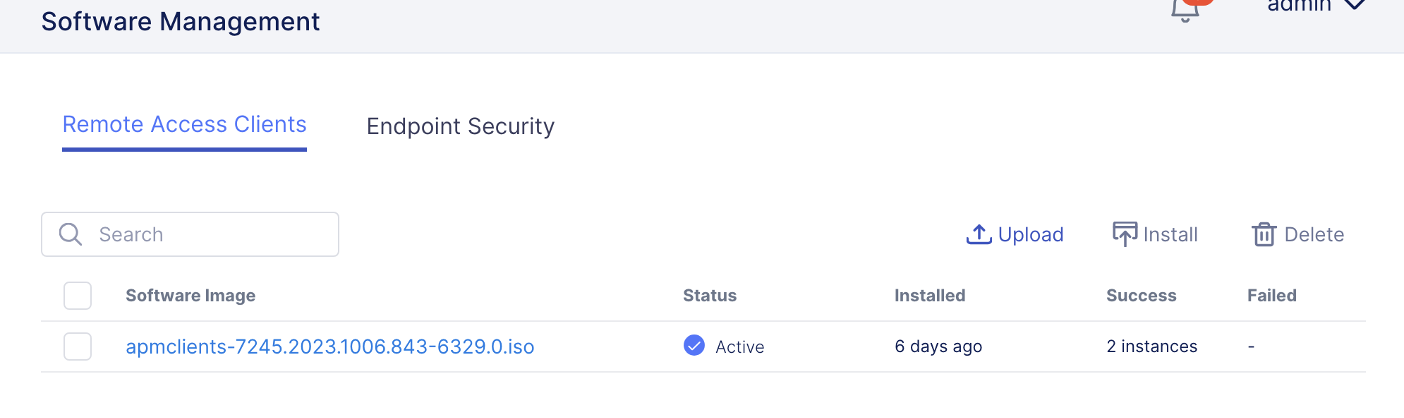 Software Management
admin
Remote Access Clients Endpoint Security
Search Upload Install Delete
Software Image Status Installed Success Failed
apmclients-7245.2023.1006.843-6329.0.iso Active 6 days ago 2 instances -